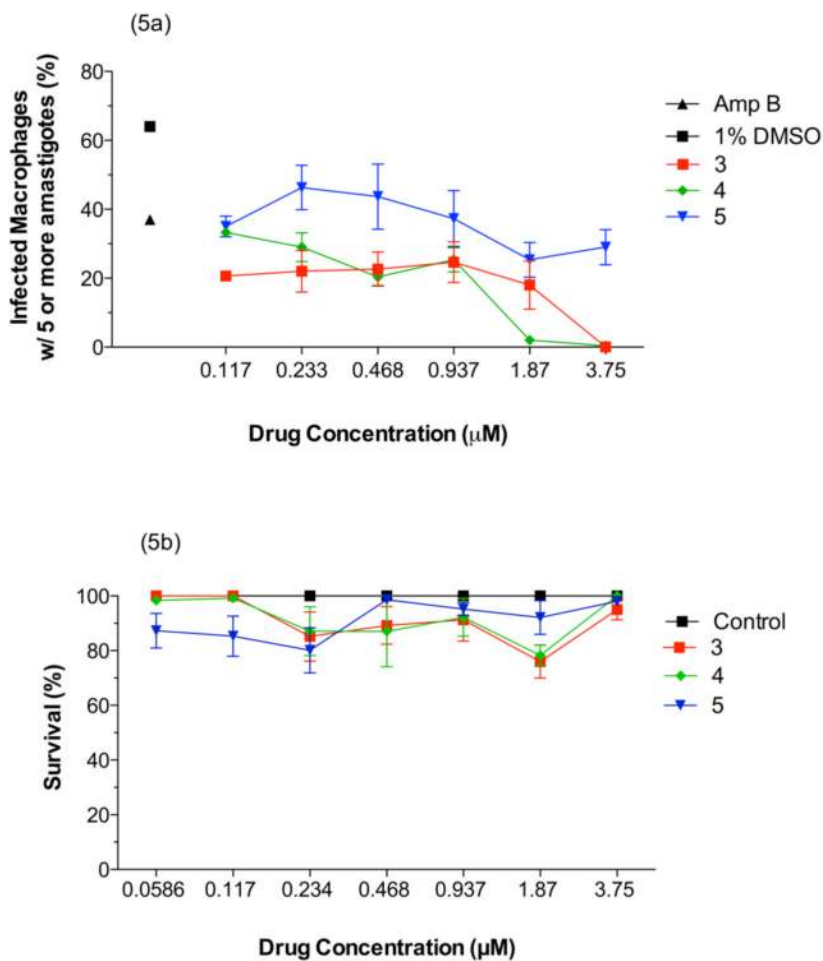 (5a)
Infected Macrophages
w/ 5 or more amastigotes (%)
80
60
40
20
0
0.117 0.233 0.468 0.937 1.87 3.75
Drug Concentration (μM)
Amp B
1% DMSO
3
4
5
(5b)
Survival (%)
100
80
60
40
20
0
0.0586 0.117 0.234 0.468 0.937 1.87 3.75
Drug Concentration (μM)
Control
3
4
5